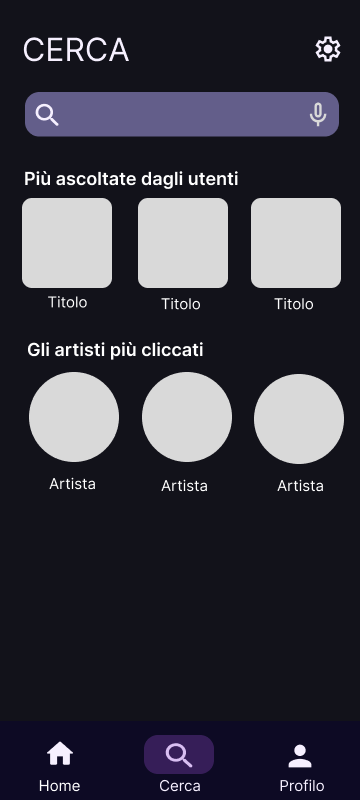 CERCA
Più ascoltate dagli utenti
Titolo Titolo Titolo
Gli artisti più cliccati
Artista Artista Artista
Home Cerca Profilo